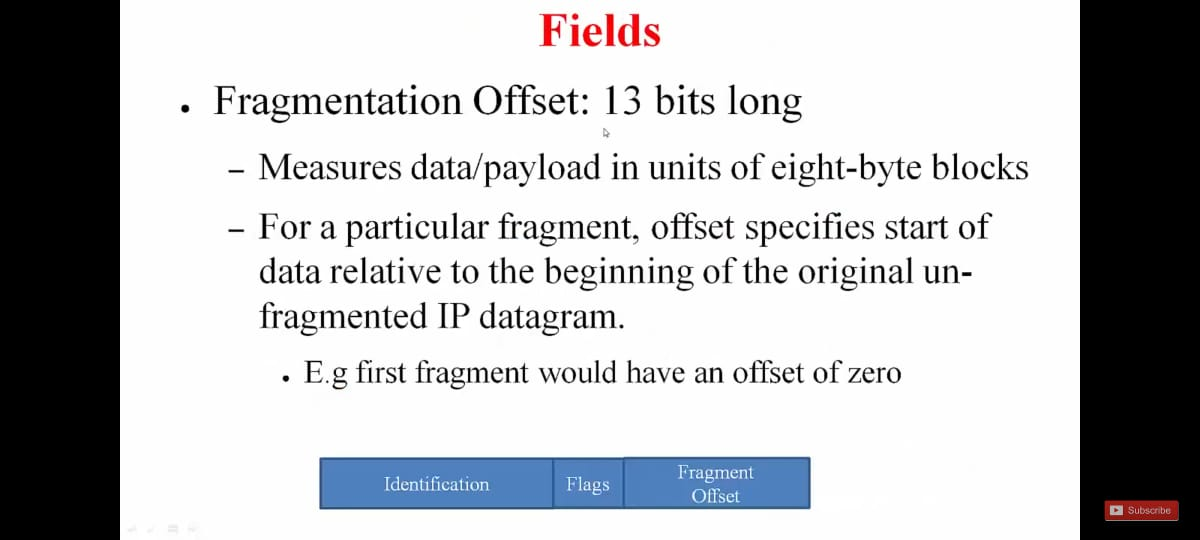 Fields
• Fragmentation Offset: 13 bits long
– Measures data/payload in units of eight-byte blocks
– For a particular fragment, offset specifies start of
data relative to the beginning of the original un-
fragmented IP datagram.
• E.g first fragment would have an offset of zero
Identification
Flags
Fragment
Offset
Subscribe